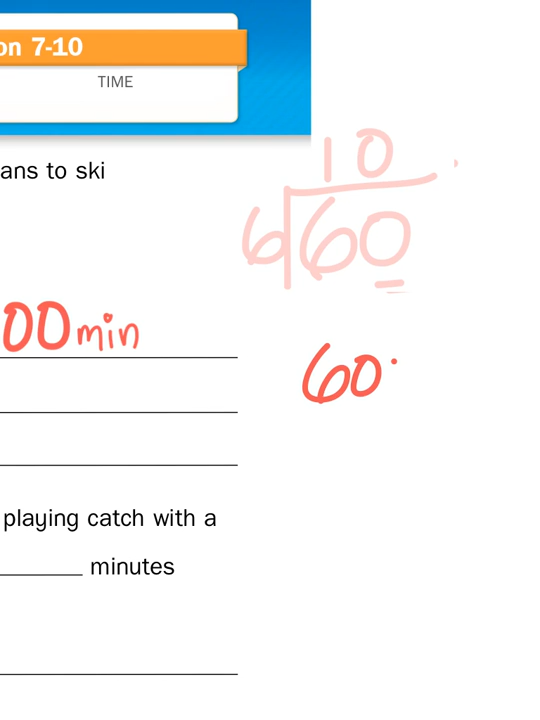 on 7-10
TIME
ans to ski
10
6 60
00 min
60.
playing catch with a
minutes